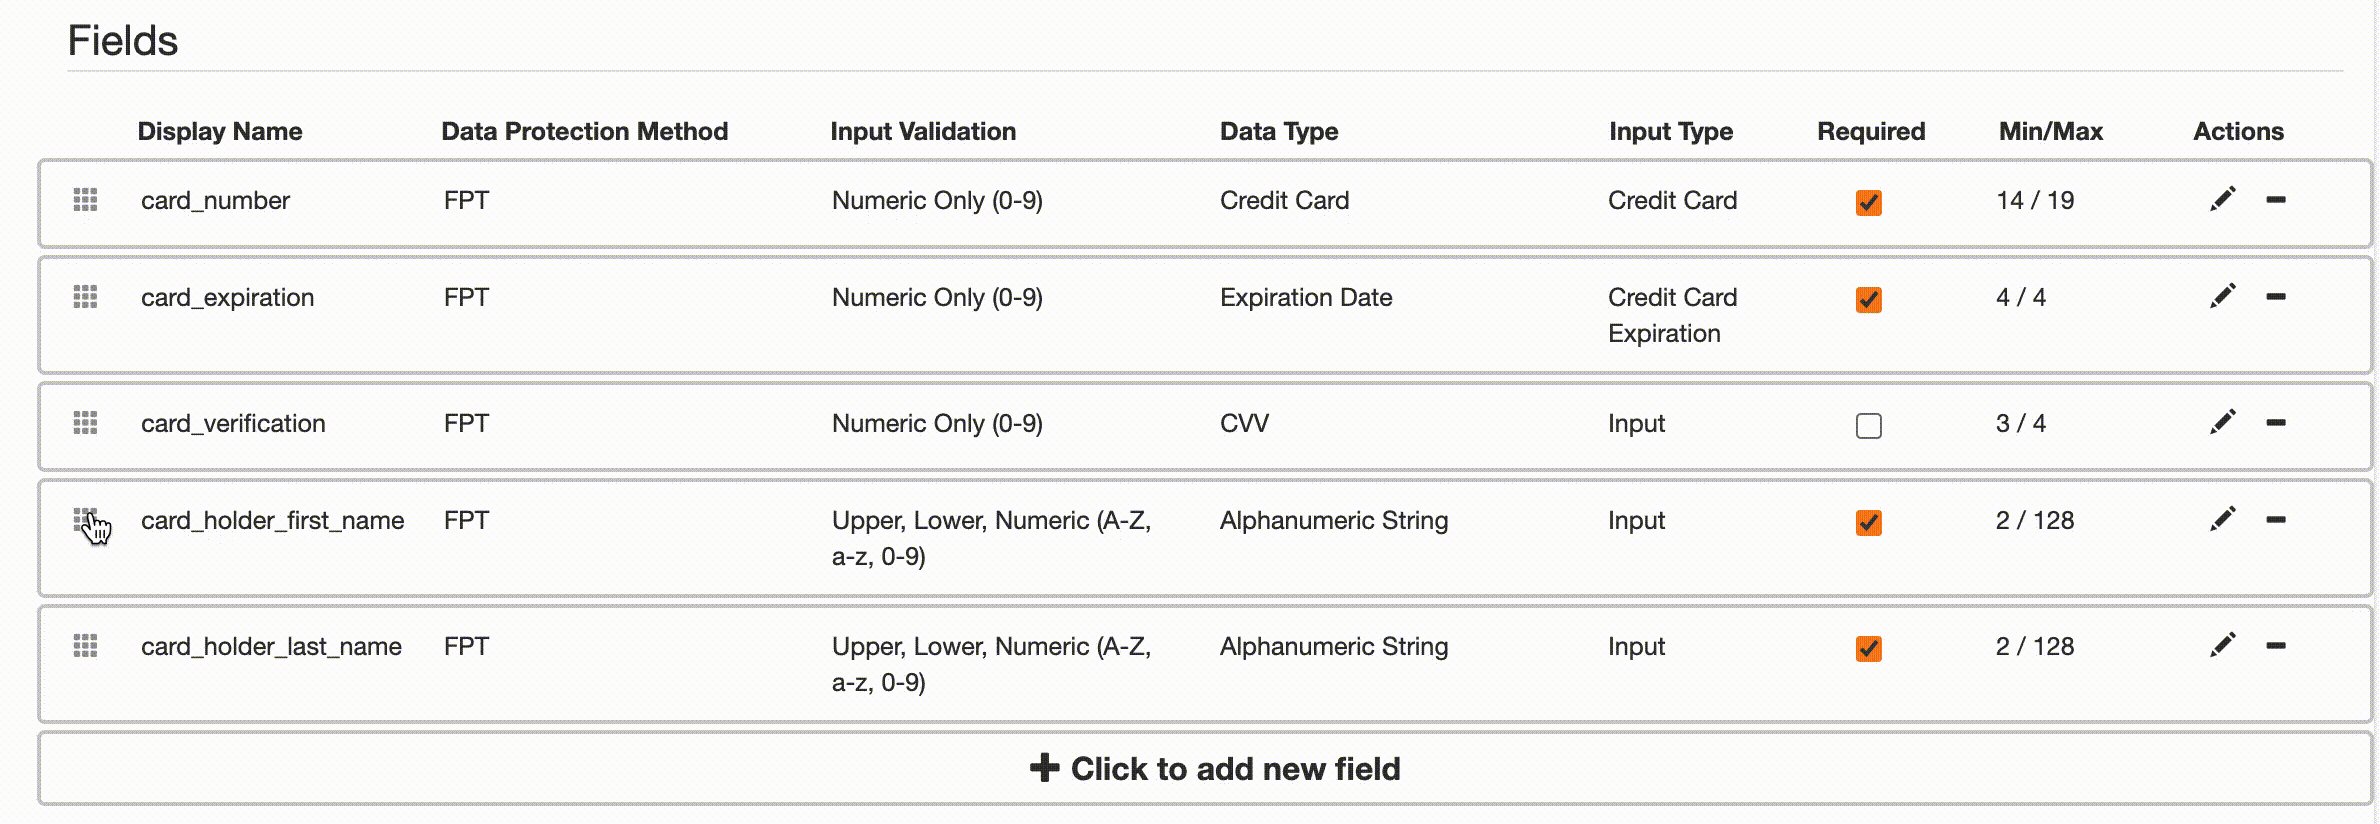 Fields
Display Name Data Protection Method Input Validation Data Type Input Type Required Min/Max Actions
card_number FPT Numeric Only (0-9) Credit Card Credit Card 14 / 19
card_expiration FPT Numeric Only (0-9) Expiration Date Credit Card 4 / 4
Expiration
card_verification FPT Numeric Only (0-9) CVV Input 3 / 4
card_holder_first_name FPT Upper, Lower, Numeric (A-Z, Alphanumeric String Input 2 / 128
a-z, 0-9)
card_holder_last_name FPT Upper, Lower, Numeric (A-Z, Alphanumeric String Input 2 / 128
a-z, 0-9)
Click to add new field